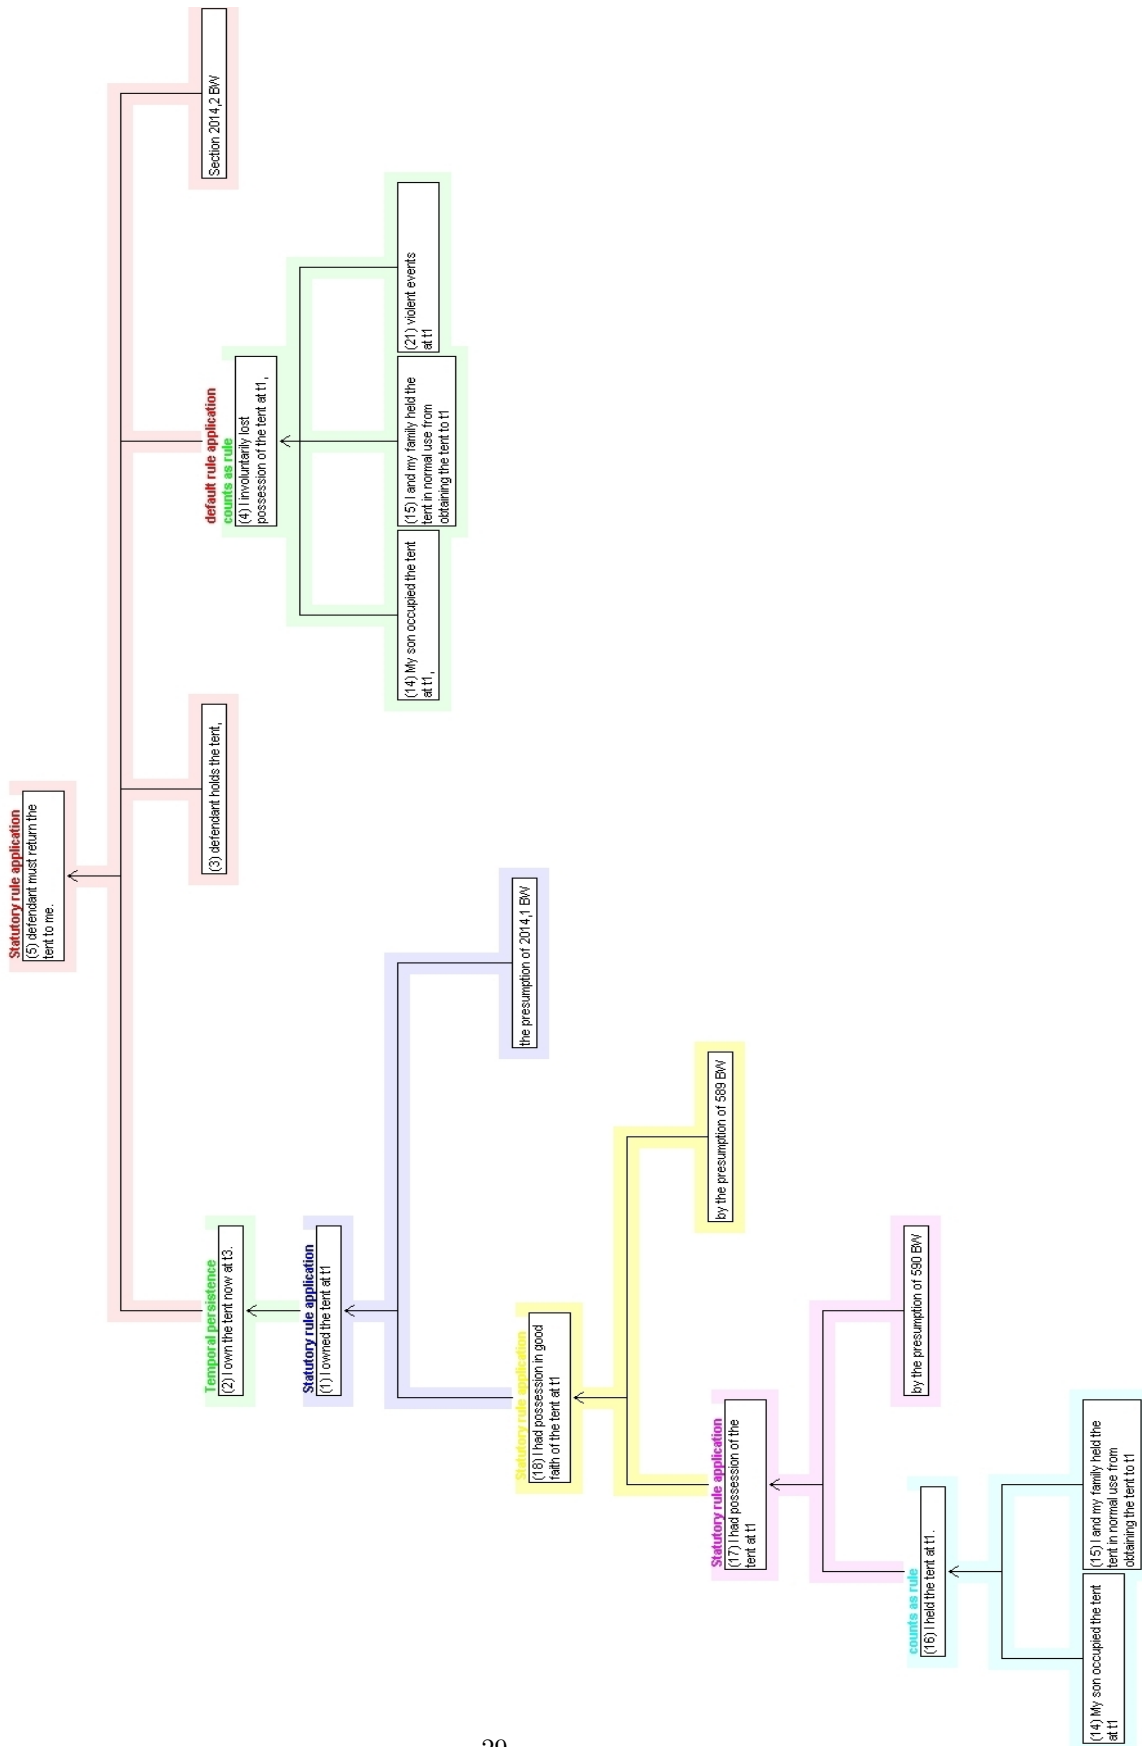 Statutory rule application
(5) defendant must return the
tent to me.
Temporal persistence
(2) I own the tent now at t3.
(3) defendant holds the tent,
default rule application
counts as rule
(4) I involuntarily lost
possession of the tent at t1,
Section 2014,2 BW
Statutory rule application
(1) I owned the tent at t1
(14) My son occupied the tent
at t1,
(15) I and my family held the
tent in normal use from
obtaining the tent to t1
(21) violent events
at t1
Statutory rule application
(18) I had possession in good
faith of the tent at t1
the presumption of 2014,1 BW
Statutory rule application
(17) I had possession of the
tent at t1
by the presumption of 589 BW
counts as rule
(16) I held the tent at t1.
by the presumption of 590 BW
(14) My son occupied the tent
at t1
(15) I and my family held the
tent in normal use from
obtaining the tent to t1